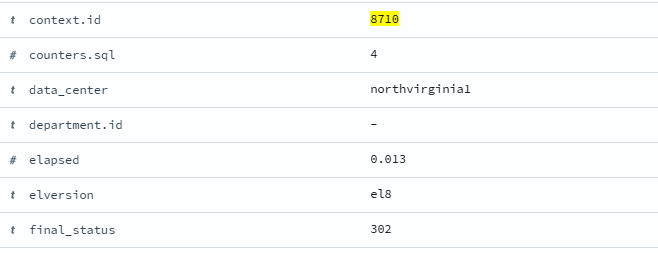 t context.id 8710
# counters.sql 4
t data_center northvirginia1
t department.id –
# elapsed 0.013
t elversion el8
t final_status 302